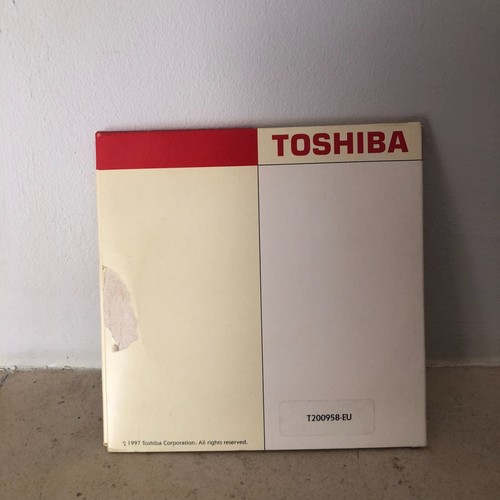 TOSHIBA
T200958-EU
© 1997 Toshiba Corporation. All rights reserved.